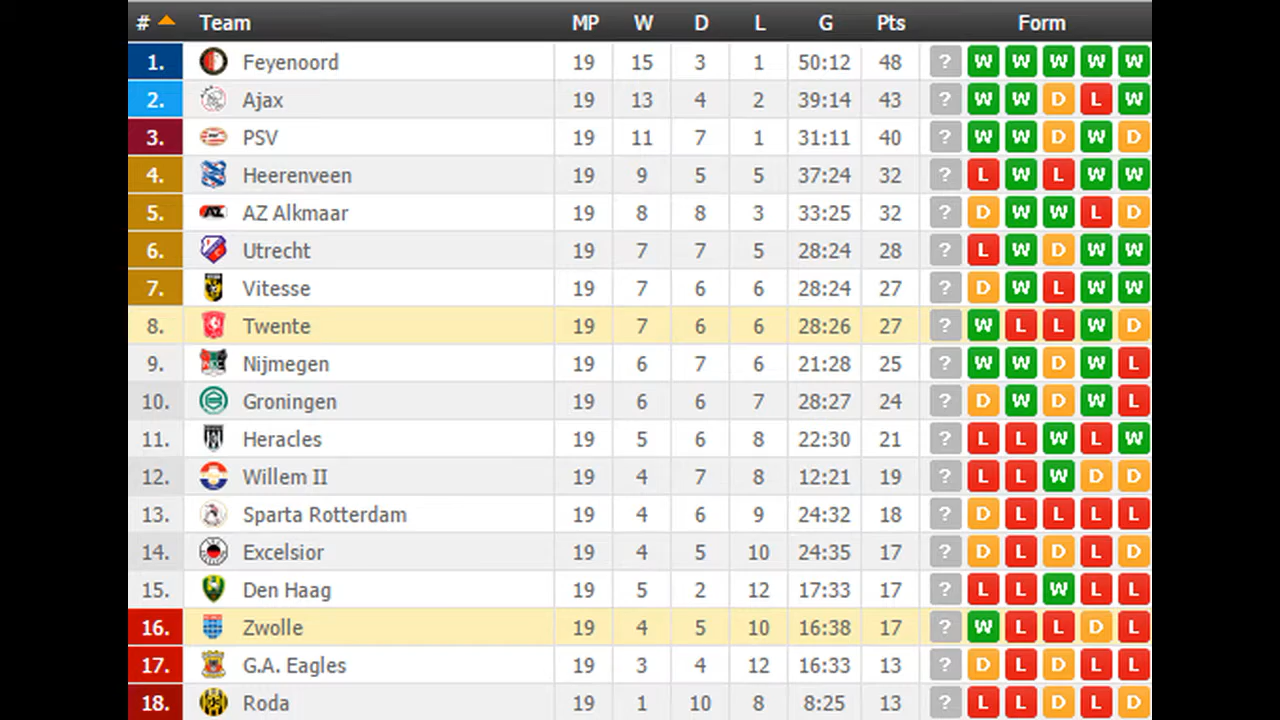 # Team MP W D L G Pts Form
1. Feyenoord 19 15 3 1 50:12 48 ? W W W W W
2. Ajax 19 13 4 2 39:14 43 ? W W D L W
3. PSV 19 11 7 1 31:11 40 ? W W D W D
4. Heerenveen 19 9 5 5 37:24 32 ? L W L W W
5. AZ Alkmaar 19 8 8 3 33:25 32 ? D W W L D
6. Utrecht 19 7 7 5 28:24 28 ? L W D W W
7. Vitesse 19 7 6 6 28:24 27 ? D W L W W
8. Twente 19 7 6 6 28:26 27 ? W L L W D
9. Nijmegen 19 6 7 6 21:28 25 ? W W D W L
10. Groningen 19 6 6 7 28:27 24 ? D W D W L
11. Heracles 19 5 6 8 22:30 21 ? L L W L W
12. Willem II 19 4 7 8 12:21 19 ? L L W D D
13. Sparta Rotterdam 19 4 6 9 24:32 18 ? D L L L L
14. Excelsior 19 4 5 10 24:35 17 ? D L D L D
15. Den Haag 19 5 2 12 17:33 17 ? L L W L L
16. Zwolle 19 4 5 10 16:38 17 ? W L L D L
17. G.A. Eagles 19 3 4 12 16:33 13 ? D L D L L
18. Roda 19 1 10 8 8:25 13 ? L L D L D